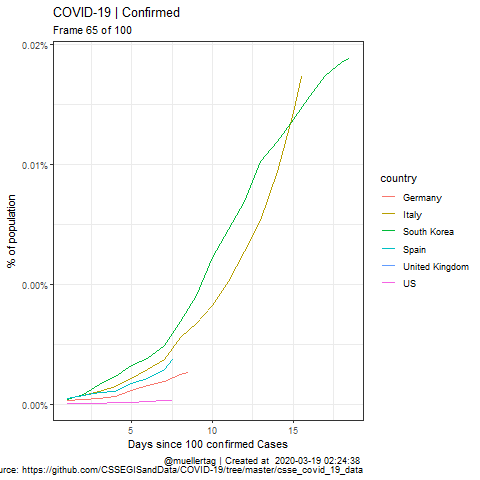 COVID-19 | Confirmed
Frame 65 of 100
0.02%
0.01%
0.00%
0.00%
% of population
5 10 15
Days since 100 confirmed Cases
country
Germany
Italy
South Korea
Spain
United Kingdom
US
@muellertag | Created at 2020-03-19 02:24:38
urce: https://github.com/CSSEGISandData/COVID-19/tree/master/csse_covid_19_data